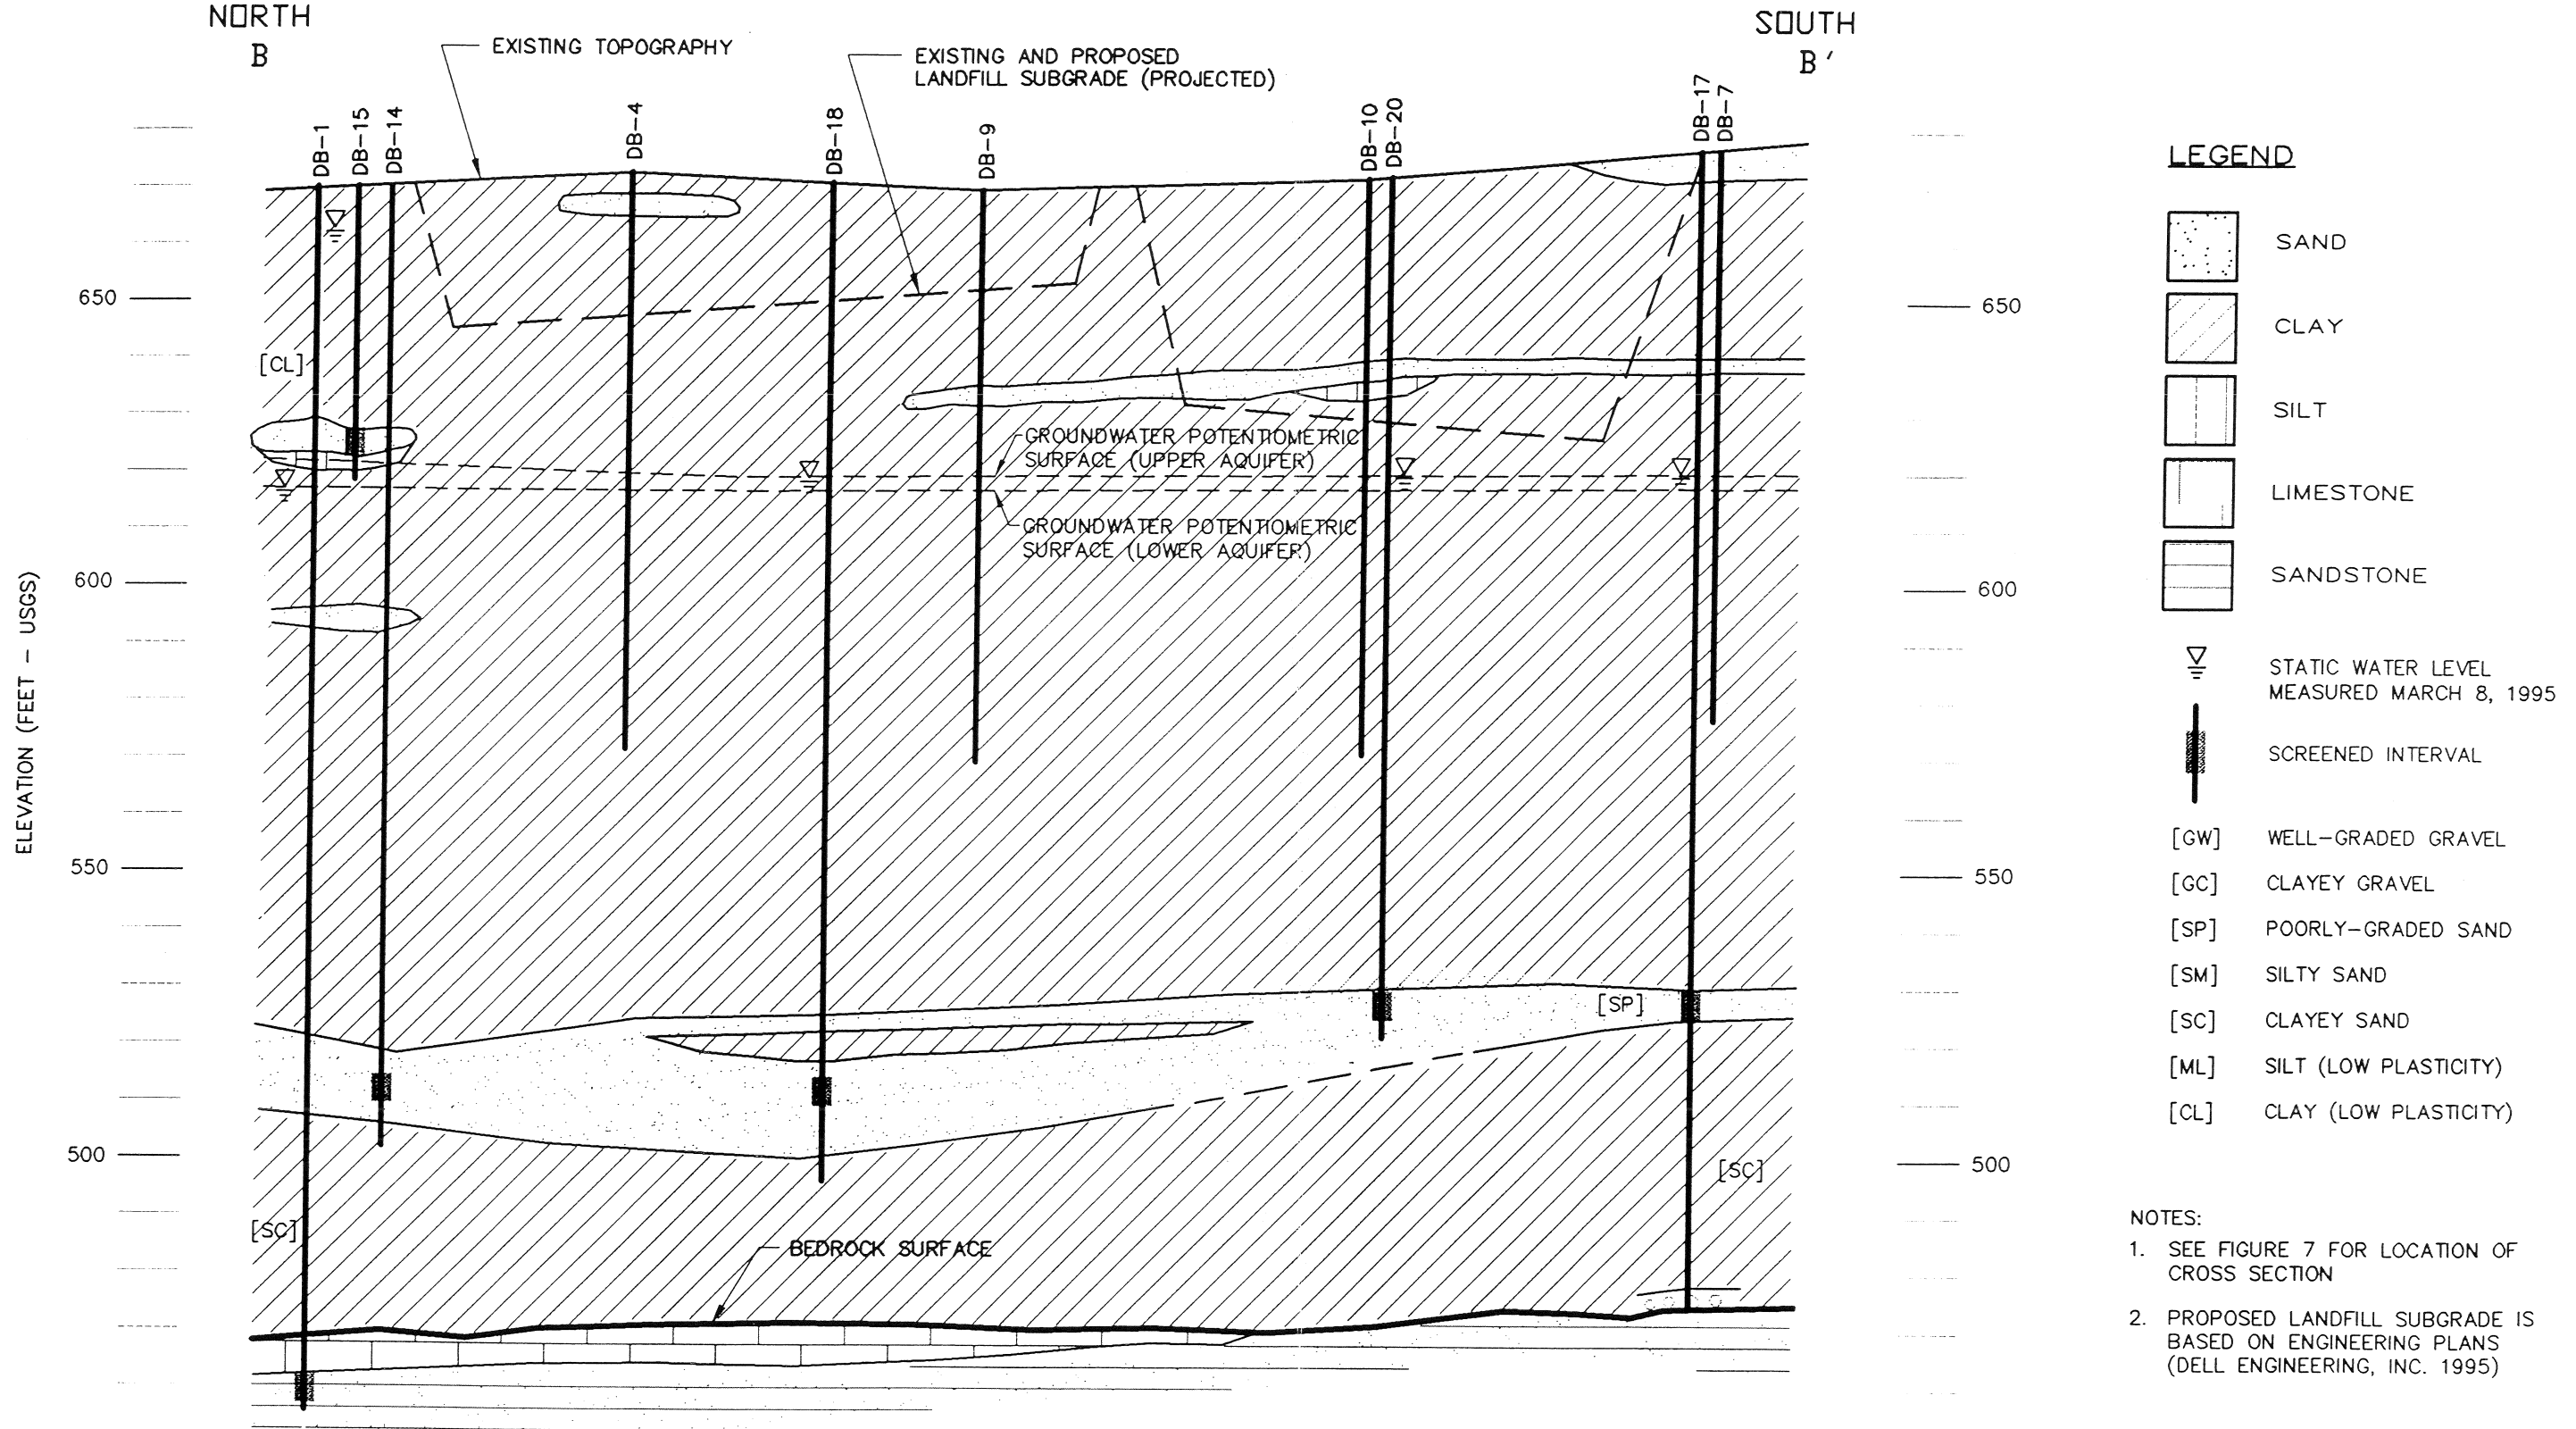 NORTH
B
SOUTH
B'
EXISTING TOPOGRAPHY
EXISTING AND PROPOSED
LANDFILL SUBGRADE (PROJECTED)
DB-1
DB-15
DB-14
DB-4
DB-18
DB-9
DB-10
DB-20
DB-17
DB-7
650
600
550
500
ELEVATION (FEET - USGS)
650
600
550
500
[CL]
GROUNDWATER POTENTIOMETRIC
SURFACE (UPPER AQUIFER)
GROUNDWATER POTENTIOMETRIC
SURFACE (LOWER AQUIFER)
[SP]
[SC]
[SC]
BEDROCK SURFACE
LEGEND
SAND
CLAY
SILT
LIMESTONE
SANDSTONE
STATIC WATER LEVEL
MEASURED MARCH 8, 1995
SCREENED INTERVAL
[GW] WELL-GRADED GRAVEL
[GC] CLAYEY GRAVEL
[SP] POORLY-GRADED SAND
[SM] SILTY SAND
[SC] CLAYEY SAND
[ML] SILT (LOW PLASTICITY)
[CL] CLAY (LOW PLASTICITY)
NOTES:
1. SEE FIGURE 7 FOR LOCATION OF
CROSS SECTION
2. PROPOSED LANDFILL SUBGRADE IS
BASED ON ENGINEERING PLANS
(DELL ENGINEERING, INC. 1995)